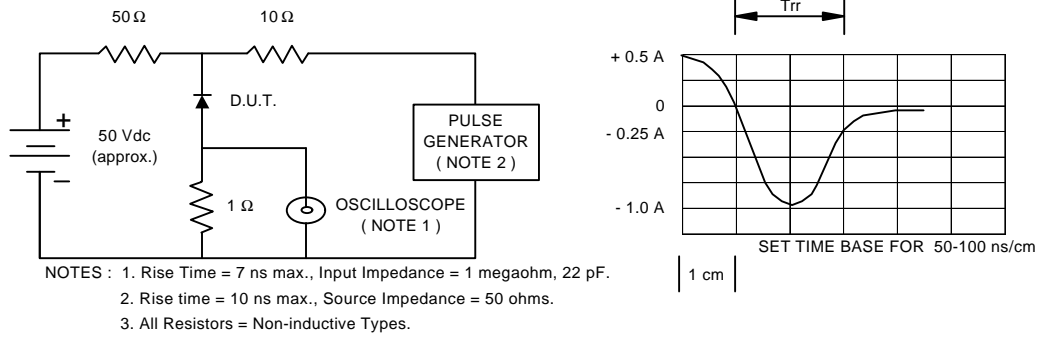 50 Ω
10 Ω
D.U.T.
+
50 Vdc
(approx.)
−
1 Ω
OSCILLOSCOPE
( NOTE 1 )
PULSE
GENERATOR
( NOTE 2 )
Trr
+ 0.5 A
0
- 0.25 A
- 1.0 A
SET TIME BASE FOR 50-100 ns/cm
1 cm
NOTES : 1. Rise Time = 7 ns max., Input Impedance = 1 megaohm, 22 pF.
2. Rise time = 10 ns max., Source Impedance = 50 ohms.
3. All Resistors = Non-inductive Types.